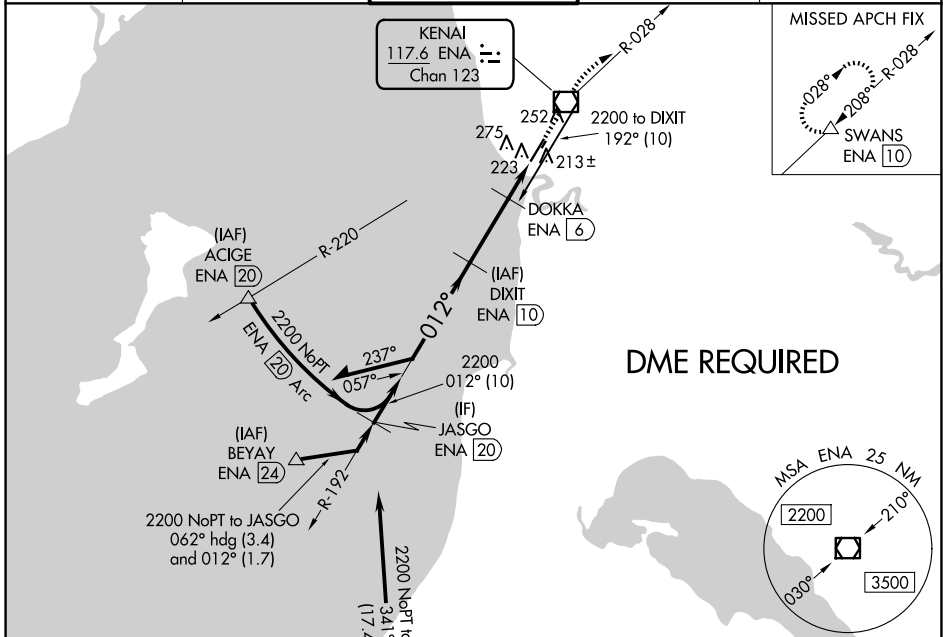 KENAI
117.6 ENA
Chan 123
R-028
MISSED APCH FIX
028°
208°
R-028
SWANS
ENA 10
252
2200 to DIXIT
192° (10)
275
223
213±
DOKKA
ENA 6
(IAF)
ACIGE
ENA 20
R-220
(IAF)
DIXIT
ENA 10
012°
2200 NoPT
ENA 20 Arc
237°
057°
2200
012° (10)
DME REQUIRED
(IF)
JASGO
ENA 20
(IAF)
BEYAY
ENA 24
R-192
2200 NoPT to JASGO
062° hdg (3.4)
and 012° (1.7)
2200 NoPT to
341°
(17.4
MSA ENA 25 NM
2200
210°
030°
3500